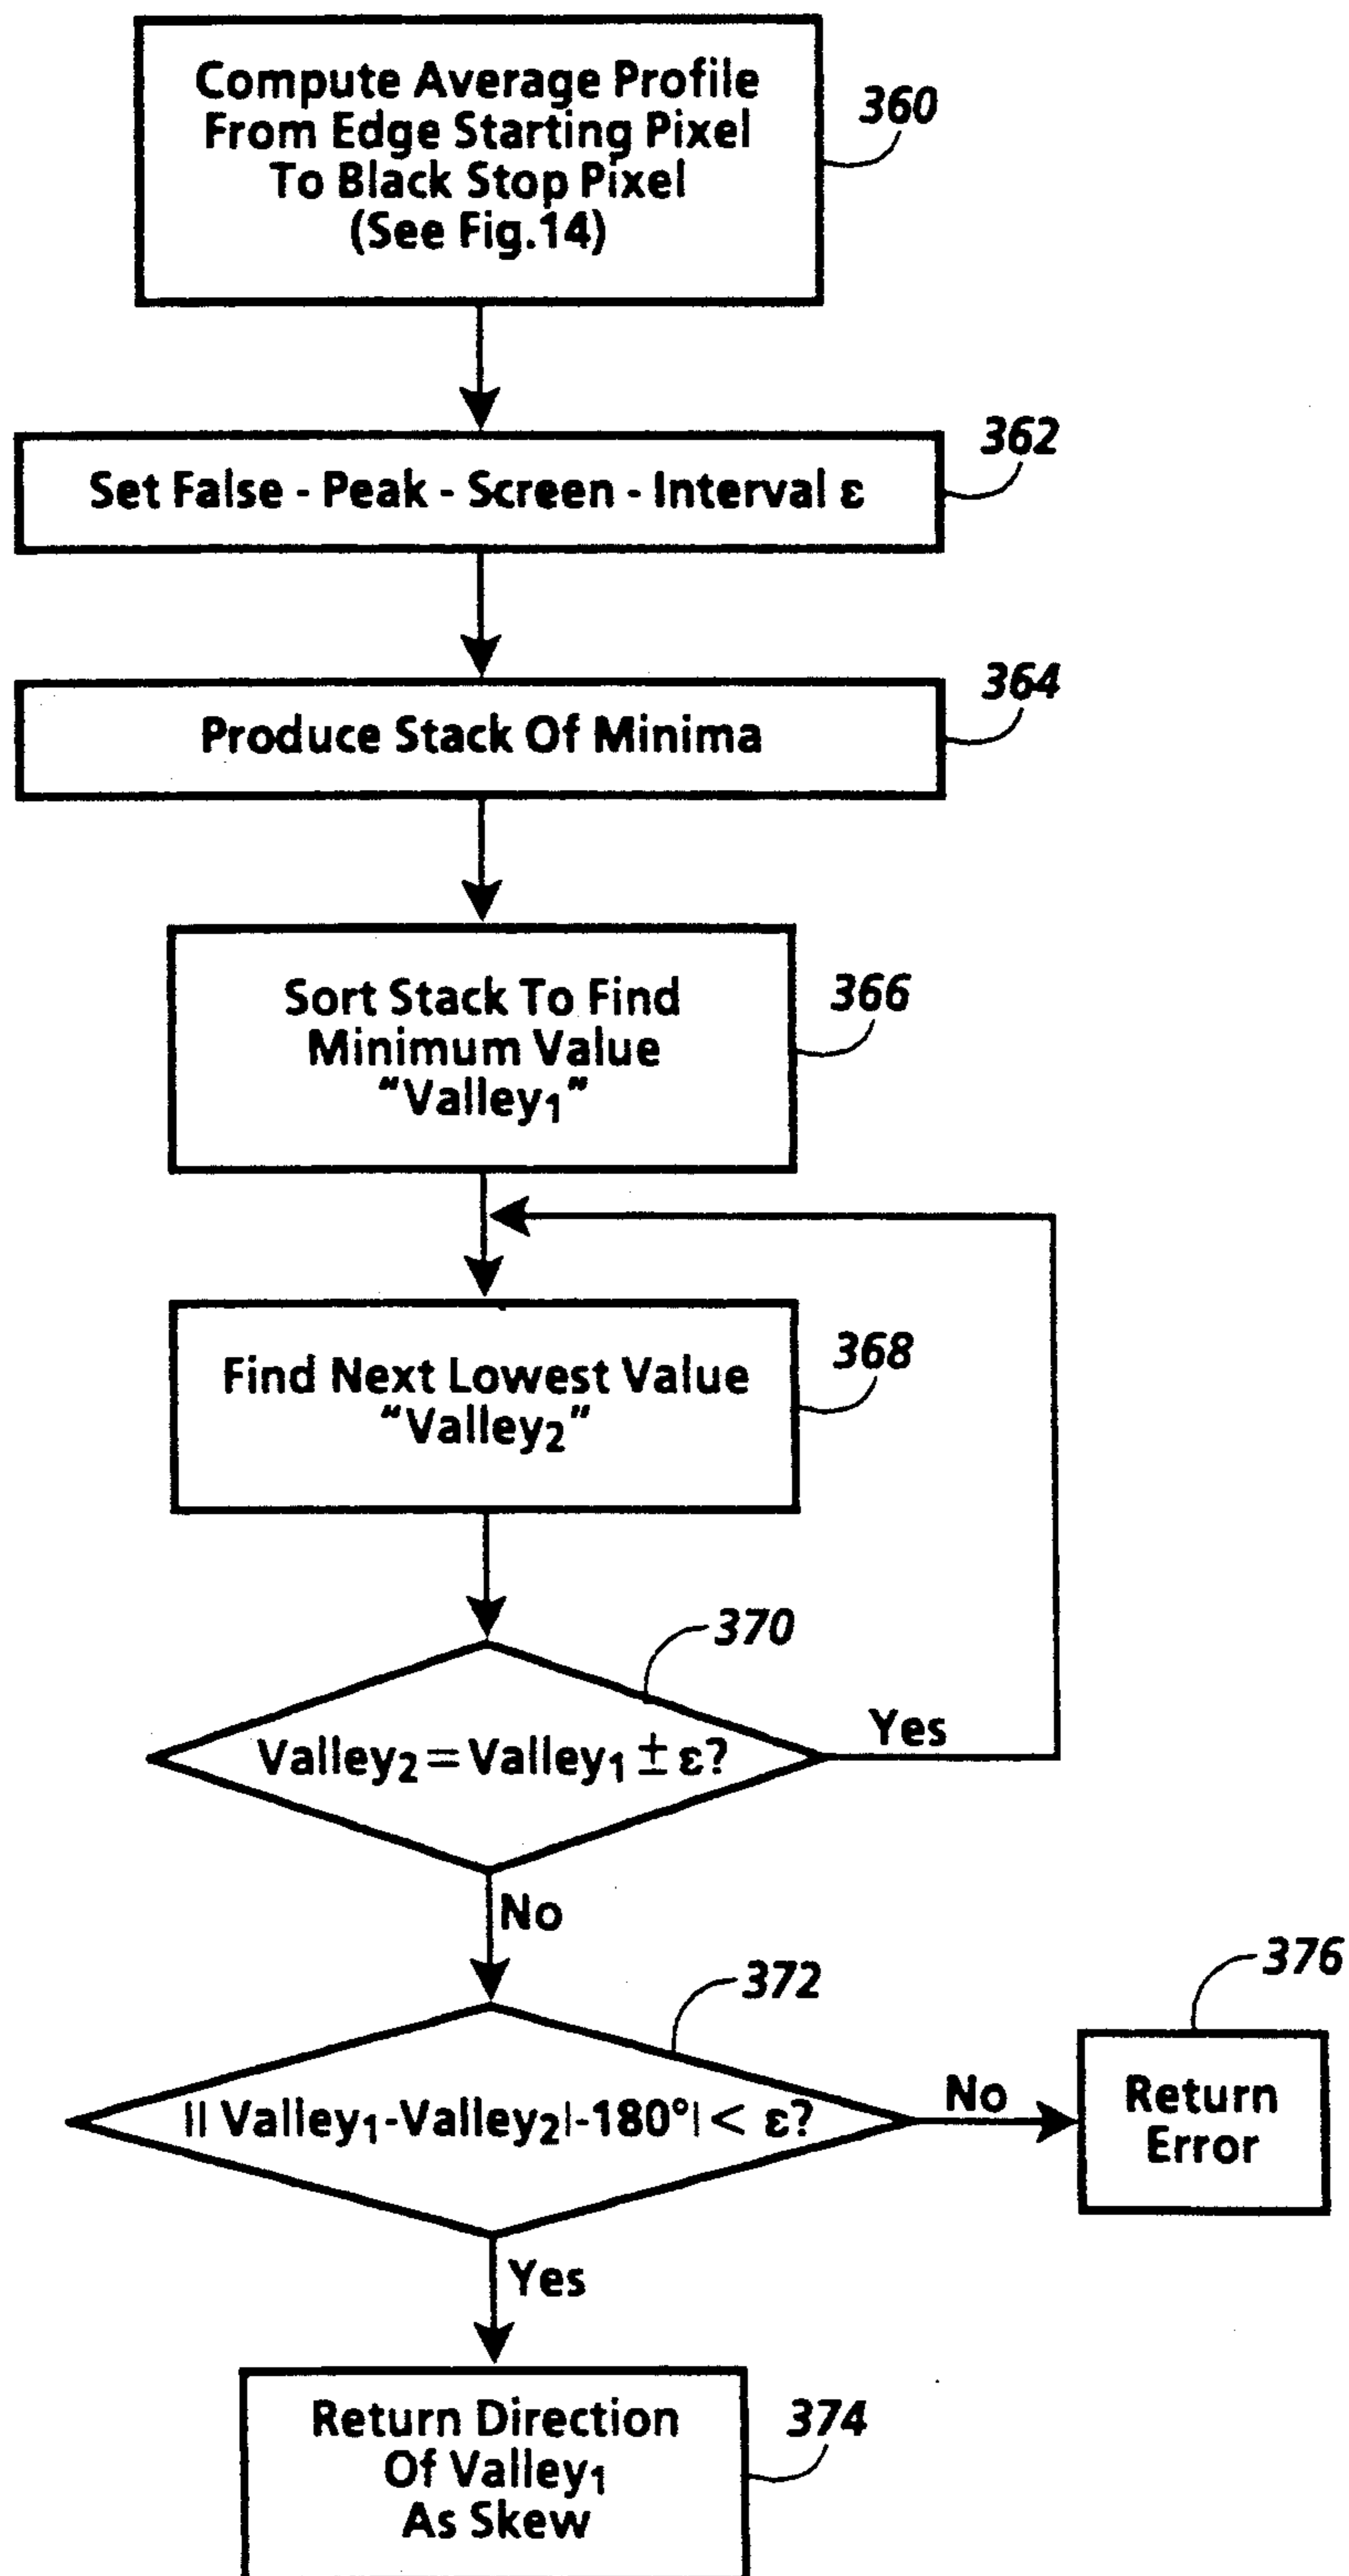 Compute Average Profile
From Edge Starting Pixel
To Black Stop Pixel
(See Fig.14)
360
Set False - Peak - Screen - Interval ε
362
Produce Stack Of Minima
364
Sort Stack To Find
Minimum Value
"Valley₁"
366
Find Next Lowest Value
"Valley₂"
368
370
Valley₂ = Valley₁ ± ε?
Yes
No
372
|| Valley₁-Valley₂|-180°| < ε?
No
376
Return
Error
Yes
Return Direction
Of Valley₁
As Skew
374